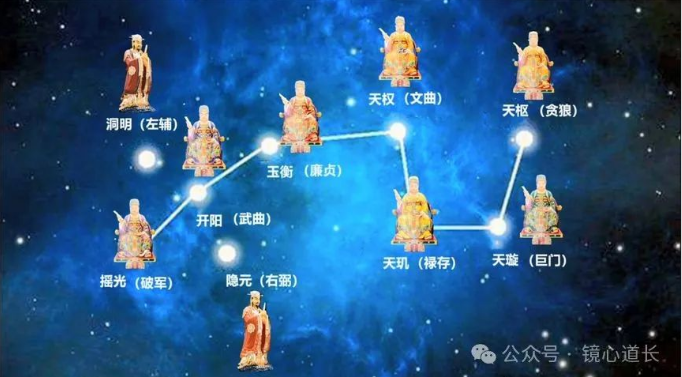 天权（文曲）
天枢（贪狼）
洞明（左辅）
玉衡（廉贞）
开阳（武曲）
天玑（禄存）
天璇（巨门）
摇光（破军）
隐元（右弼）
公众号·镜心道长